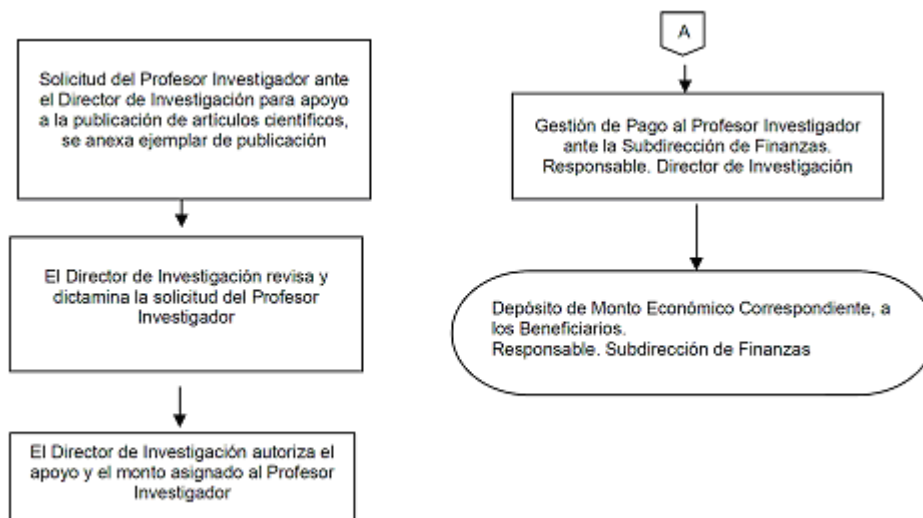 Solicitud del Profesor Investigador ante
el Director de Investigación para apoyo
a la publicación de artículos científicos,
se anexa ejemplar de publicación
El Director de Investigación revisa y
dictamina la solicitud del Profesor
Investigador
El Director de Investigación autoriza el
apoyo y el monto asignado al Profesor
Investigador
A
Gestión de Pago al Profesor Investigador
ante la Subdirección de Finanzas.
Responsable. Director de Investigación
Depósito de Monto Económico Correspondiente, a
los Beneficiarios.
Responsable. Subdirección de Finanzas